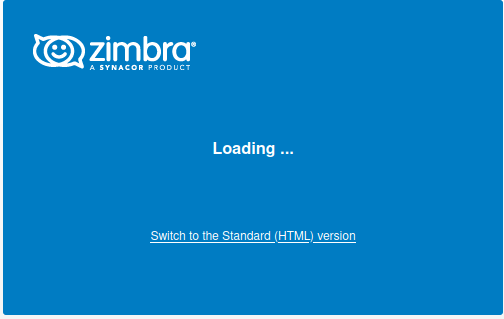 zimbra®
A SYNACOR PRODUCT
Loading ...
Switch to the Standard (HTML) version